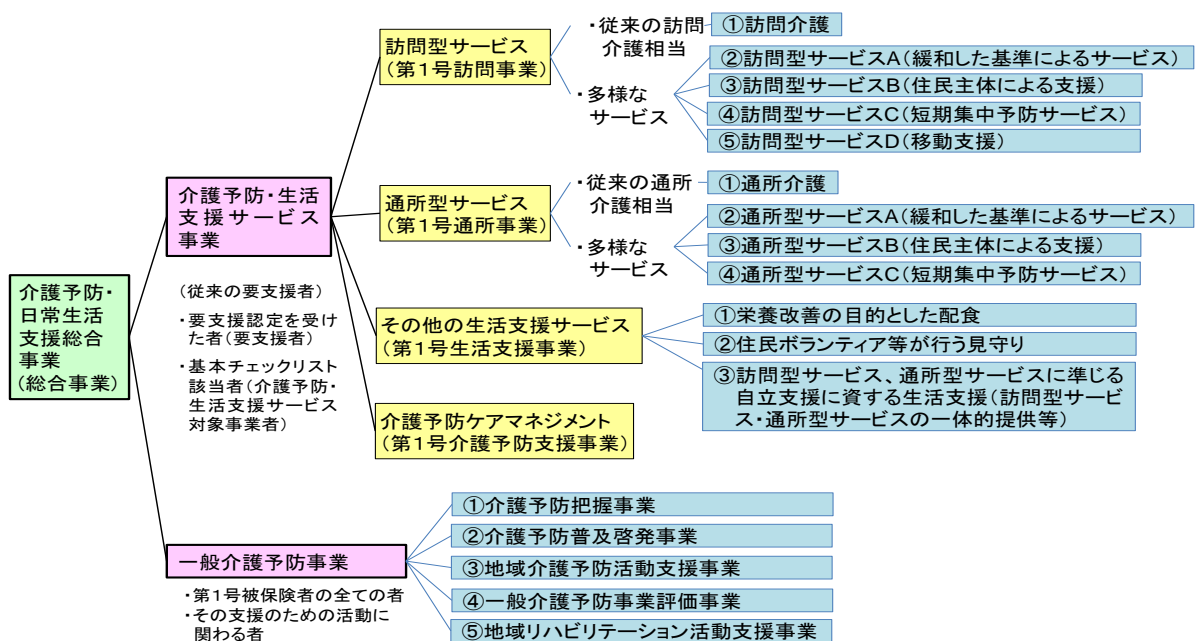 介護予防・
日常生活
支援総合
事業
(総合事業)
介護予防・生活
支援サービス
事業
(従来の要支援者)
・要支援認定を受け
た者(要支援者)
・基本チェックリスト
該当者(介護予防・
生活支援サービス
対象事業者)
訪問型サービス
(第1号訪問事業)
・従来の訪問
介護相当
①訪問介護
・多様な
サービス
②訪問型サービスA(緩和した基準によるサービス)
③訪問型サービスB(住民主体による支援)
④訪問型サービスC(短期集中予防サービス)
⑤訪問型サービスD(移動支援)
通所型サービス
(第1号通所事業)
・従来の通所
介護相当
①通所介護
・多様な
サービス
②通所型サービスA(緩和した基準によるサービス)
③通所型サービスB(住民主体による支援)
④通所型サービスC(短期集中予防サービス)
その他の生活支援サービス
(第1号生活支援事業)
①栄養改善の目的とした配食
②住民ボランティア等が行う見守り
③訪問型サービス、通所型サービスに準じる
自立支援に資する生活支援(訪問型サービ
ス・通所型サービスの一体的提供等)
介護予防ケアマネジメント
(第1号介護予防支援事業)
一般介護予防事業
・第1号被保険者の全ての者
・その支援のための活動に
関わる者
①介護予防把握事業
②介護予防普及啓発事業
③地域介護予防活動支援事業
④一般介護予防事業評価事業
⑤地域リハビリテーション活動支援事業